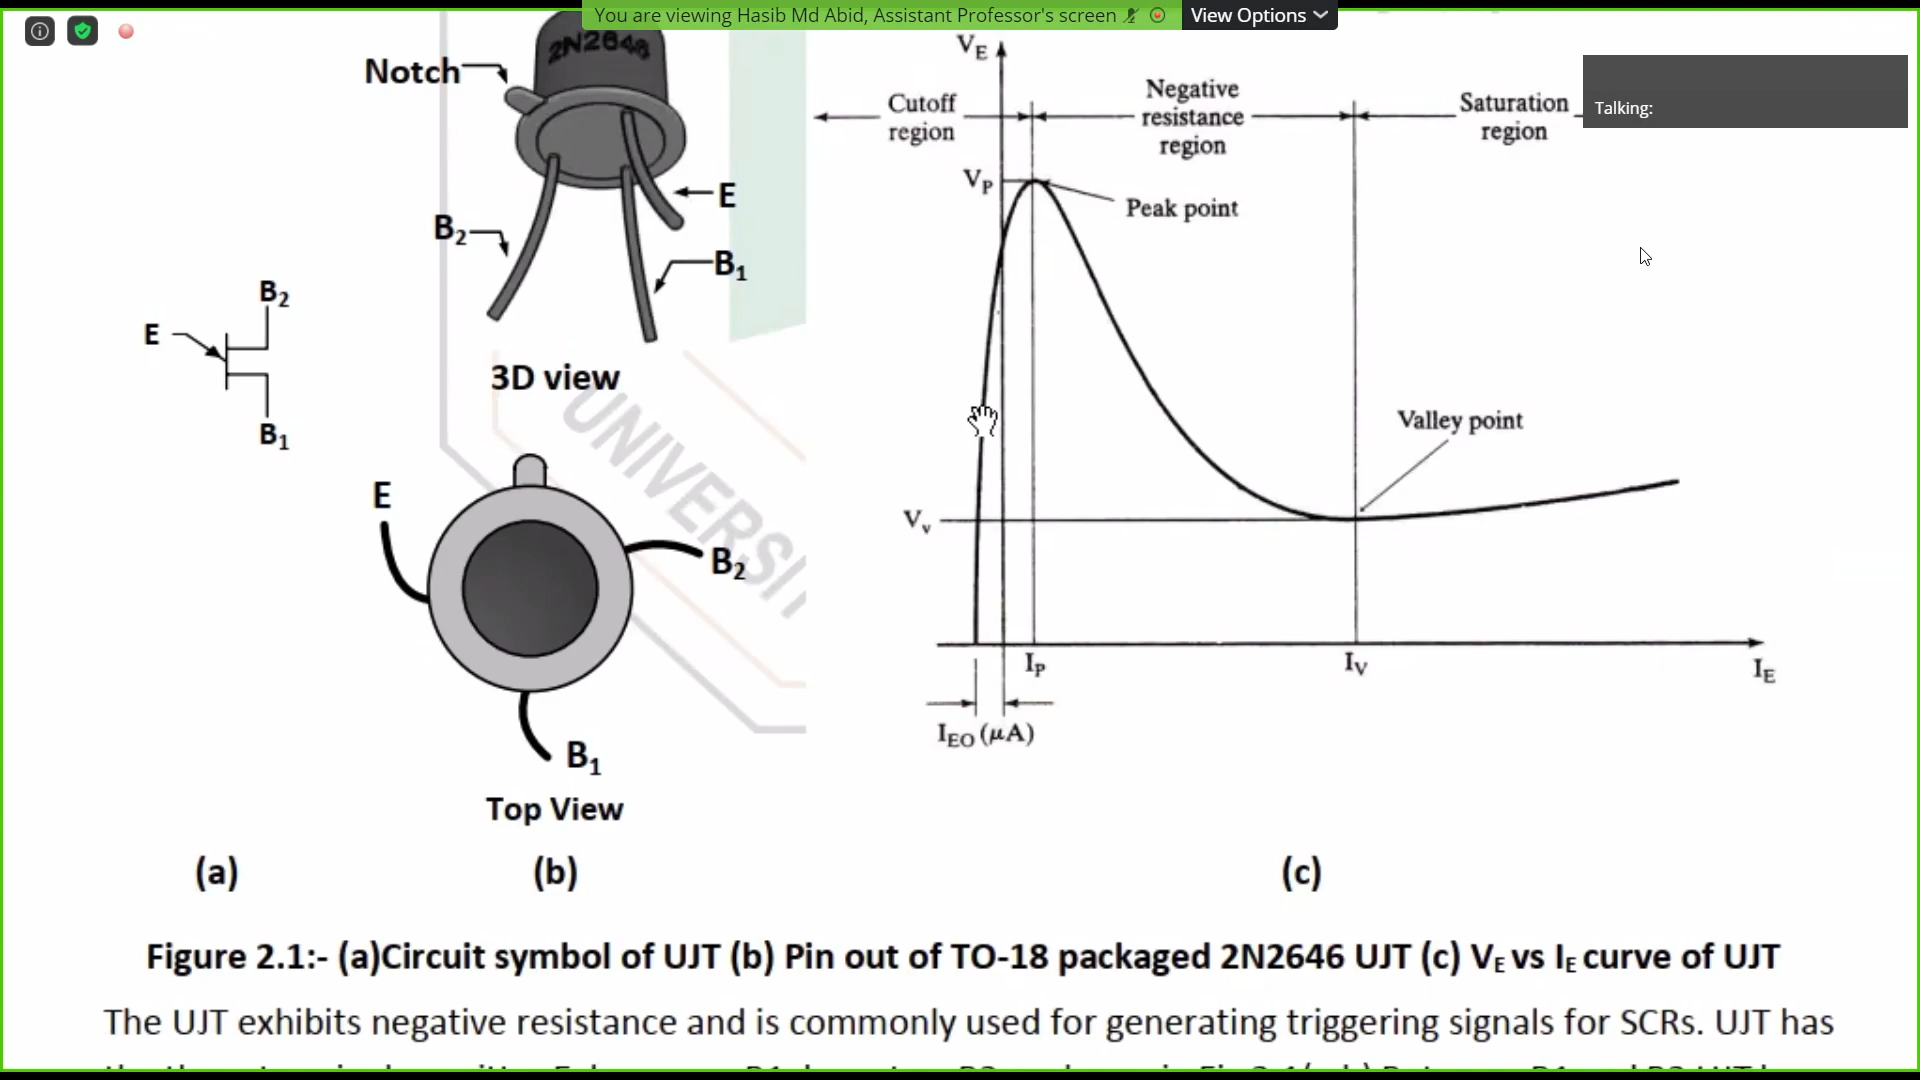 You are viewing Hasib Md Abid, Assistant Professor's screen
View Options
Talking:
2N2646
Notch
E
B2
B1
3D view
E
B2
B1
E
B2
B1
Top View
VE
Cutoff
region
Negative
resistance
region
Saturation
region
VP
Peak point
Valley point
Vv
IP
IV
IE
IEO (μA)
UNIVERSI
(a)
(b)
(c)
Figure 2.1:- (a)Circuit symbol of UJT (b) Pin out of TO-18 packaged 2N2646 UJT (c) VE vs IE curve of UJT
The UJT exhibits negative resistance and is commonly used for generating triggering signals for SCRs. UJT has